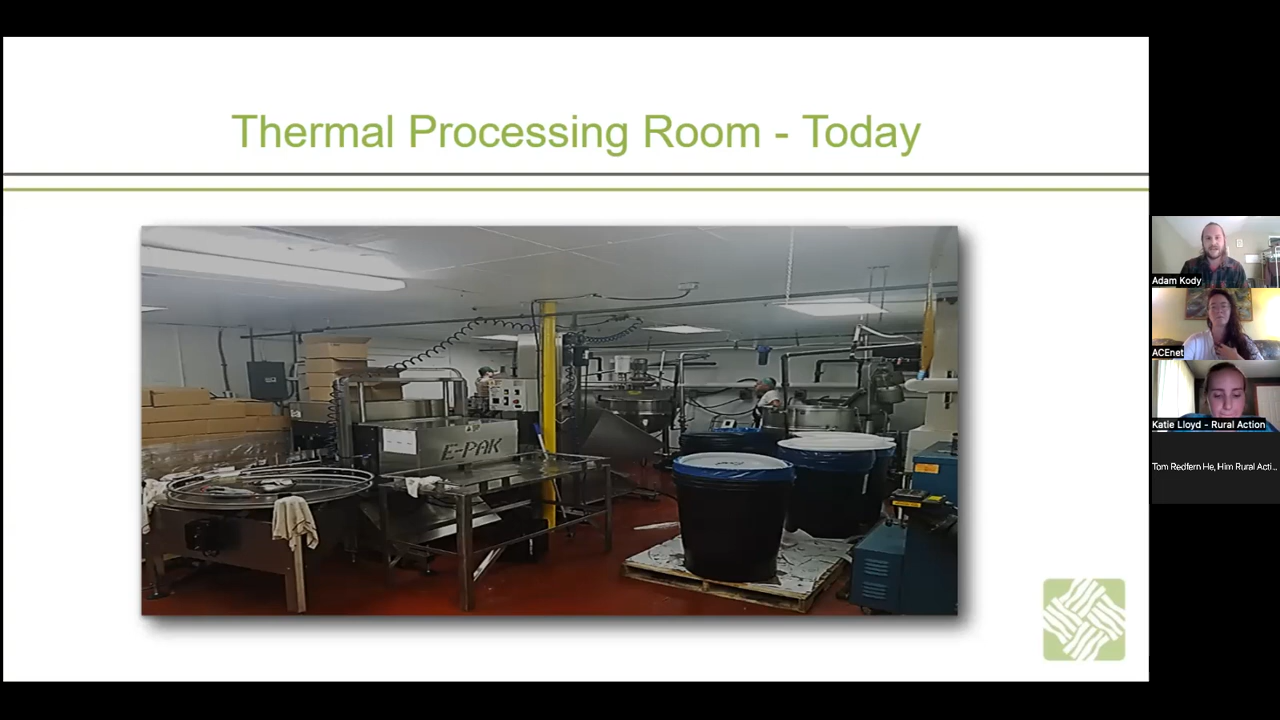 Thermal Processing Room - Today
E-PAK
Adam Kody
ACEnet
Katie Lloyd - Rural Action
Tom Redfern He, Him Rural Acti...